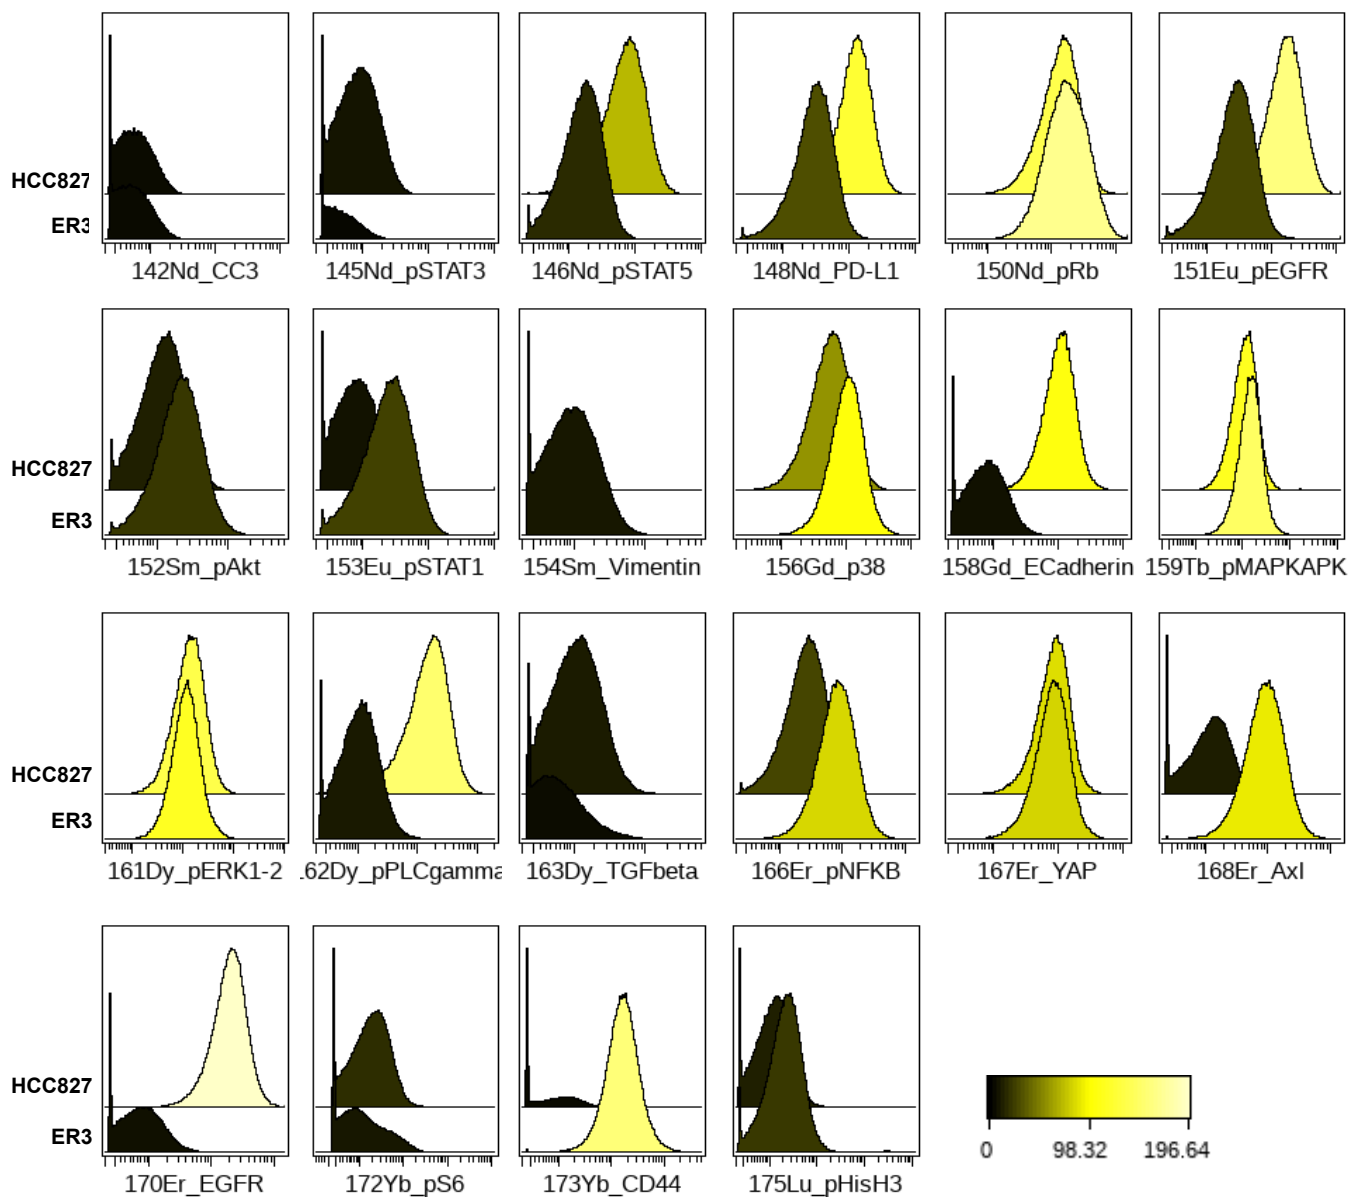 HCC827
ER3
142Nd_CC3 145Nd_pSTAT3 146Nd_pSTAT5 148Nd_PD-L1 150Nd_pRb 151Eu_pEGFR
HCC827
ER3
152Sm_pAkt 153Eu_pSTAT1 154Sm_Vimentin 156Gd_p38 158Gd_ECadherin 159Tb_pMAPKAPK
HCC827
ER3
161Dy_pERK1-2 .62Dy_pPLCgamma 163Dy_TGFbeta 166Er_pNFKB 167Er_YAP 168Er_Axl
HCC827
ER3
170Er_EGFR 172Yb_pS6 173Yb_CD44 175Lu_pHisH3
0 98.32 196.64